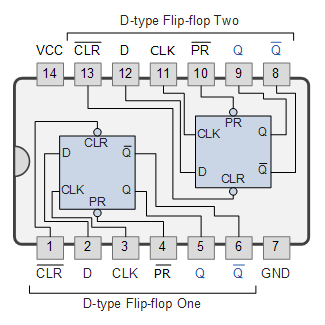 D-type Flip-flop Two
VCC CLR D CLK PR Q Q
14 13 12 11 10 9 8
CLR PR
D Q CLK Q
CLK Q D Q
PR CLR
1 2 3 4 5 6 7
CLR D CLK PR Q Q GND
D-type Flip-flop One